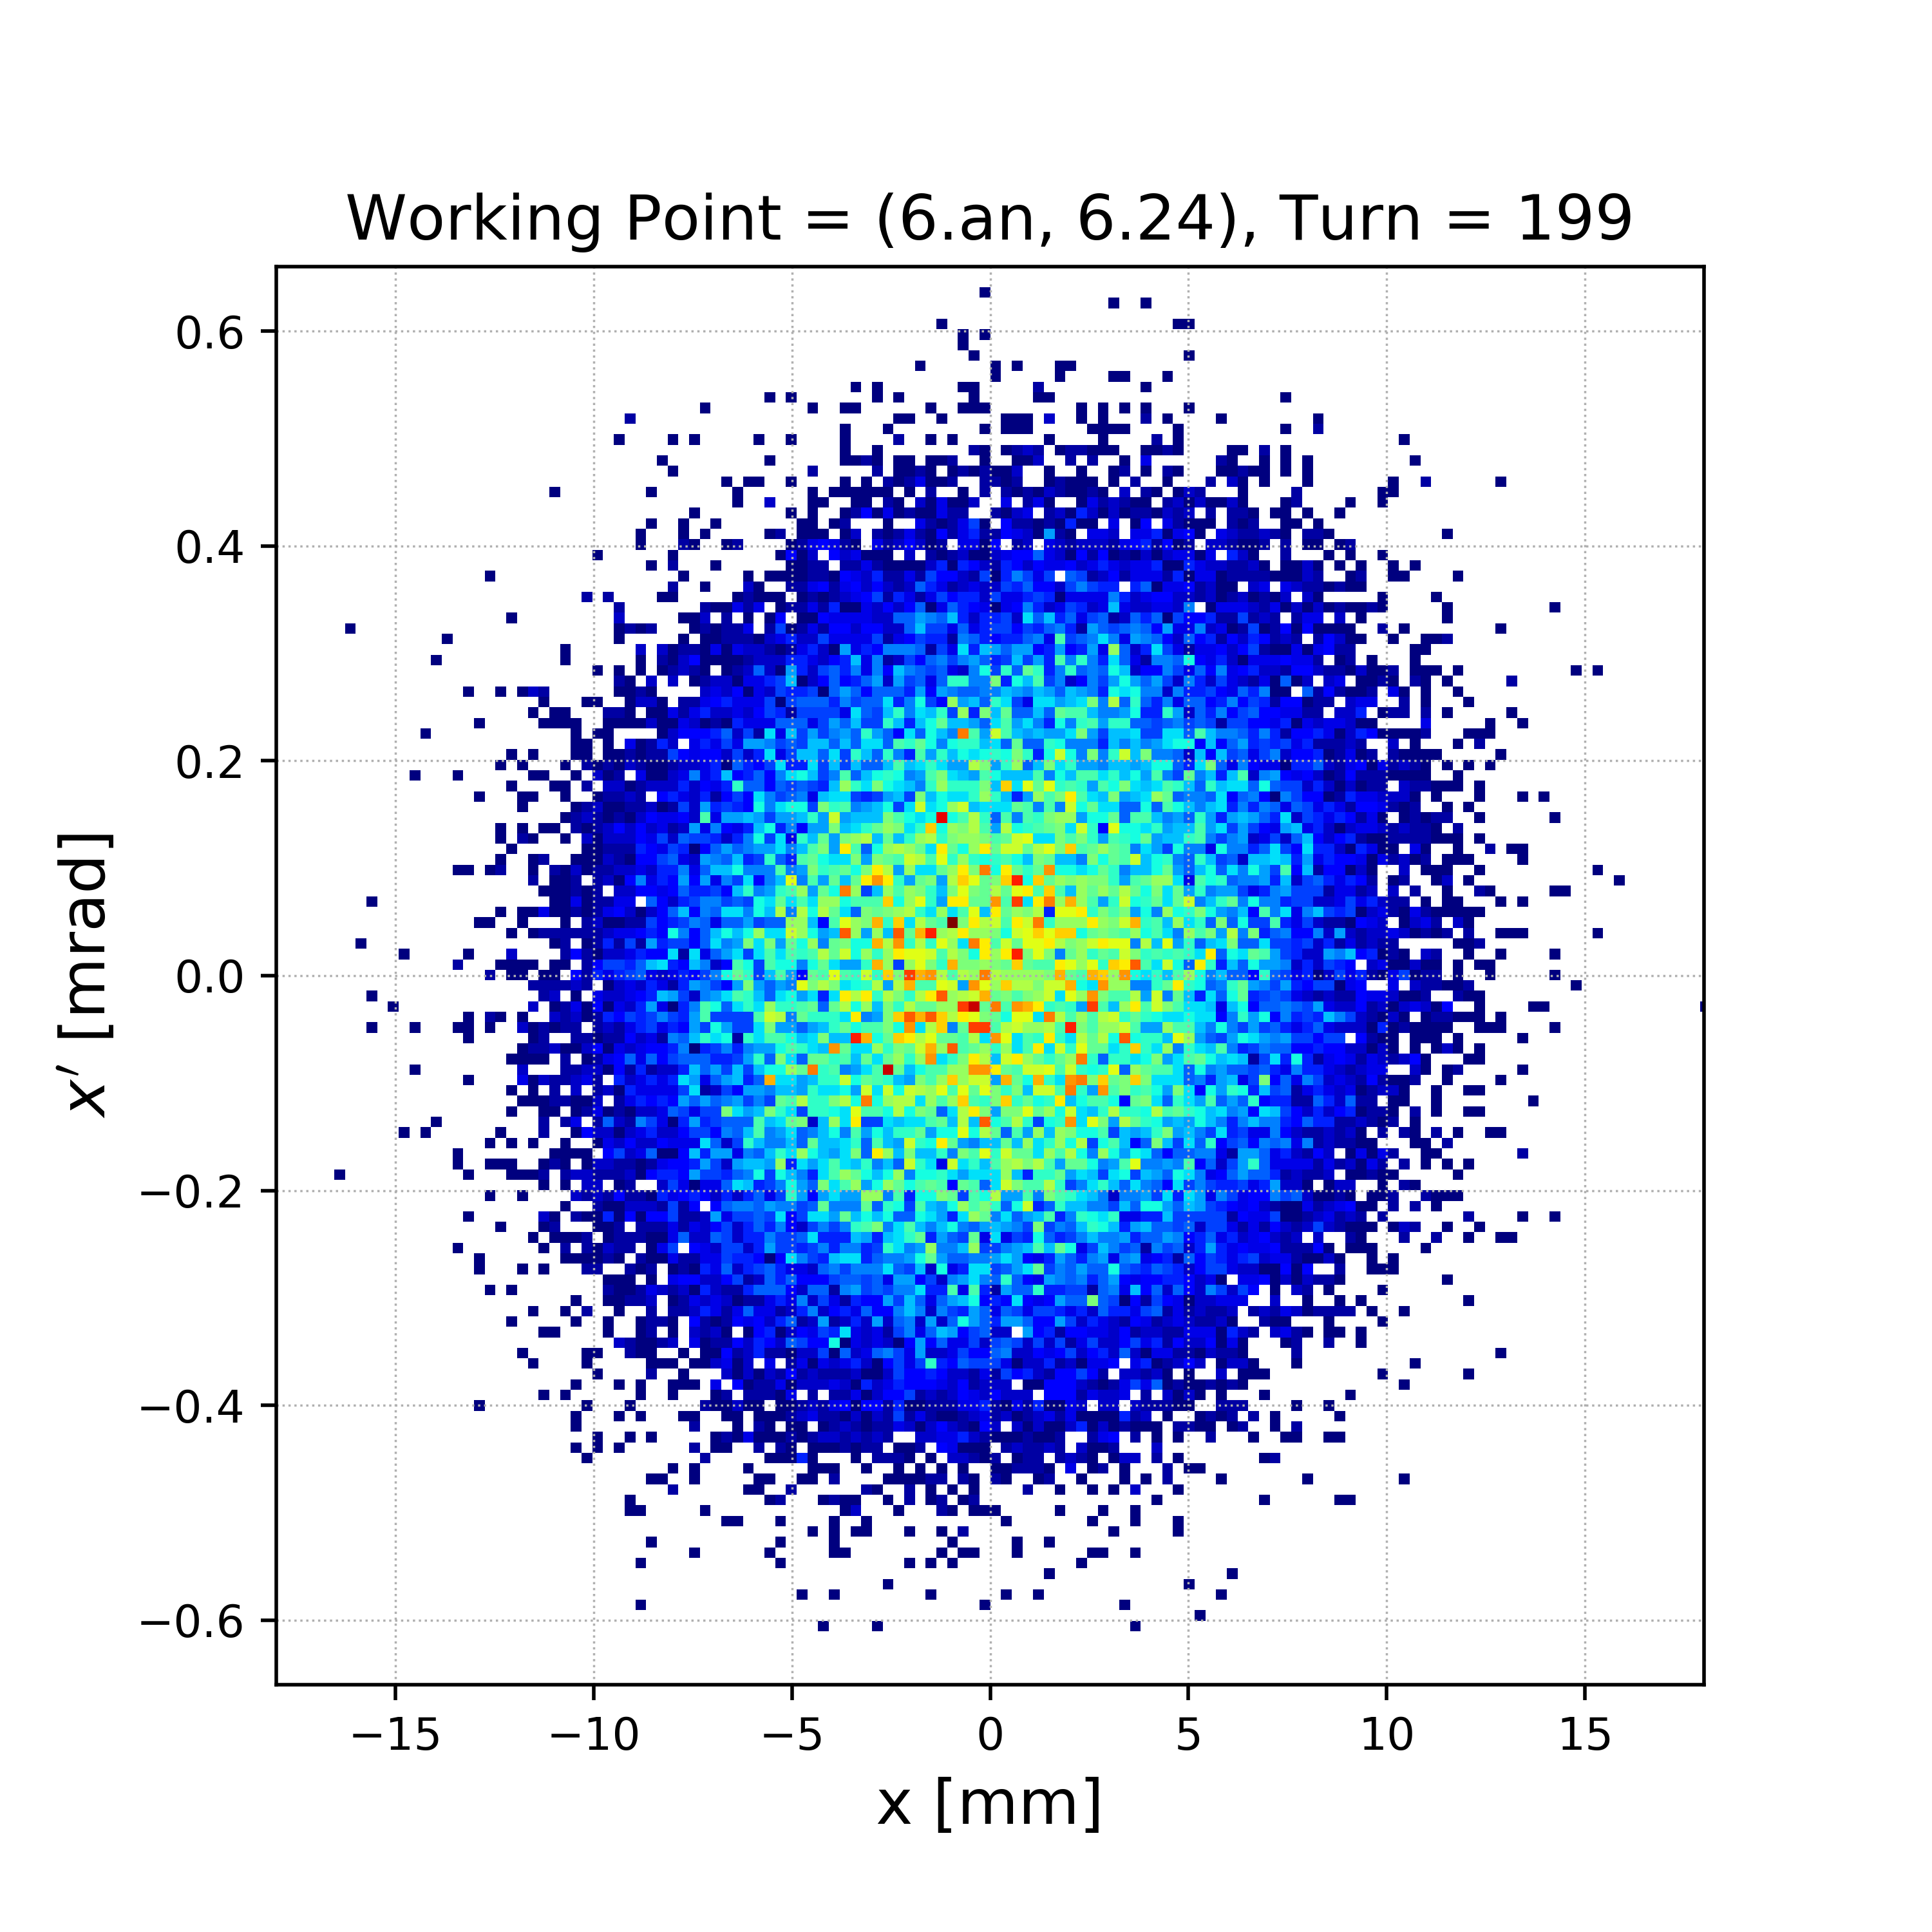 Working Point = (6.an, 6.24), Turn = 199
0.6
0.4
0.2
0.0
−0.2
−0.4
−0.6
x′ [mrad]
−15 −10 −5 0 5 10 15
x [mm]